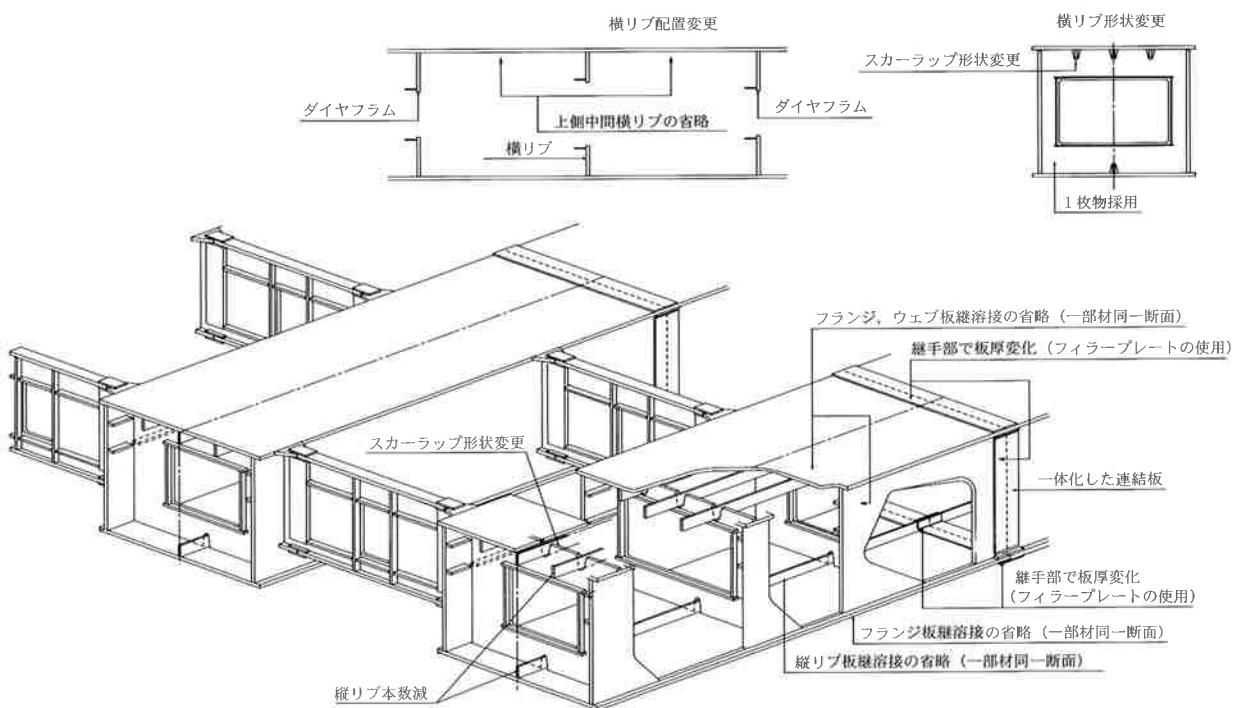 横リブ配置変更
ダイヤフラム
ダイヤフラム
上側中間横リブの省略
横リブ
横リブ形状変更
スカーラップ形状変更
1枚物採用
フランジ，ウェブ板継溶接の省略（一部材同一断面）
継手部で板厚変化（フィラープレートの使用）
スカーラップ形状変更
一体化した連結板
継手部で板厚変化
（フィラープレートの使用）
フランジ板継溶接の省略（一部材同一断面）
縦リブ板継溶接の省略（一部材同一断面）
縦リブ本数減